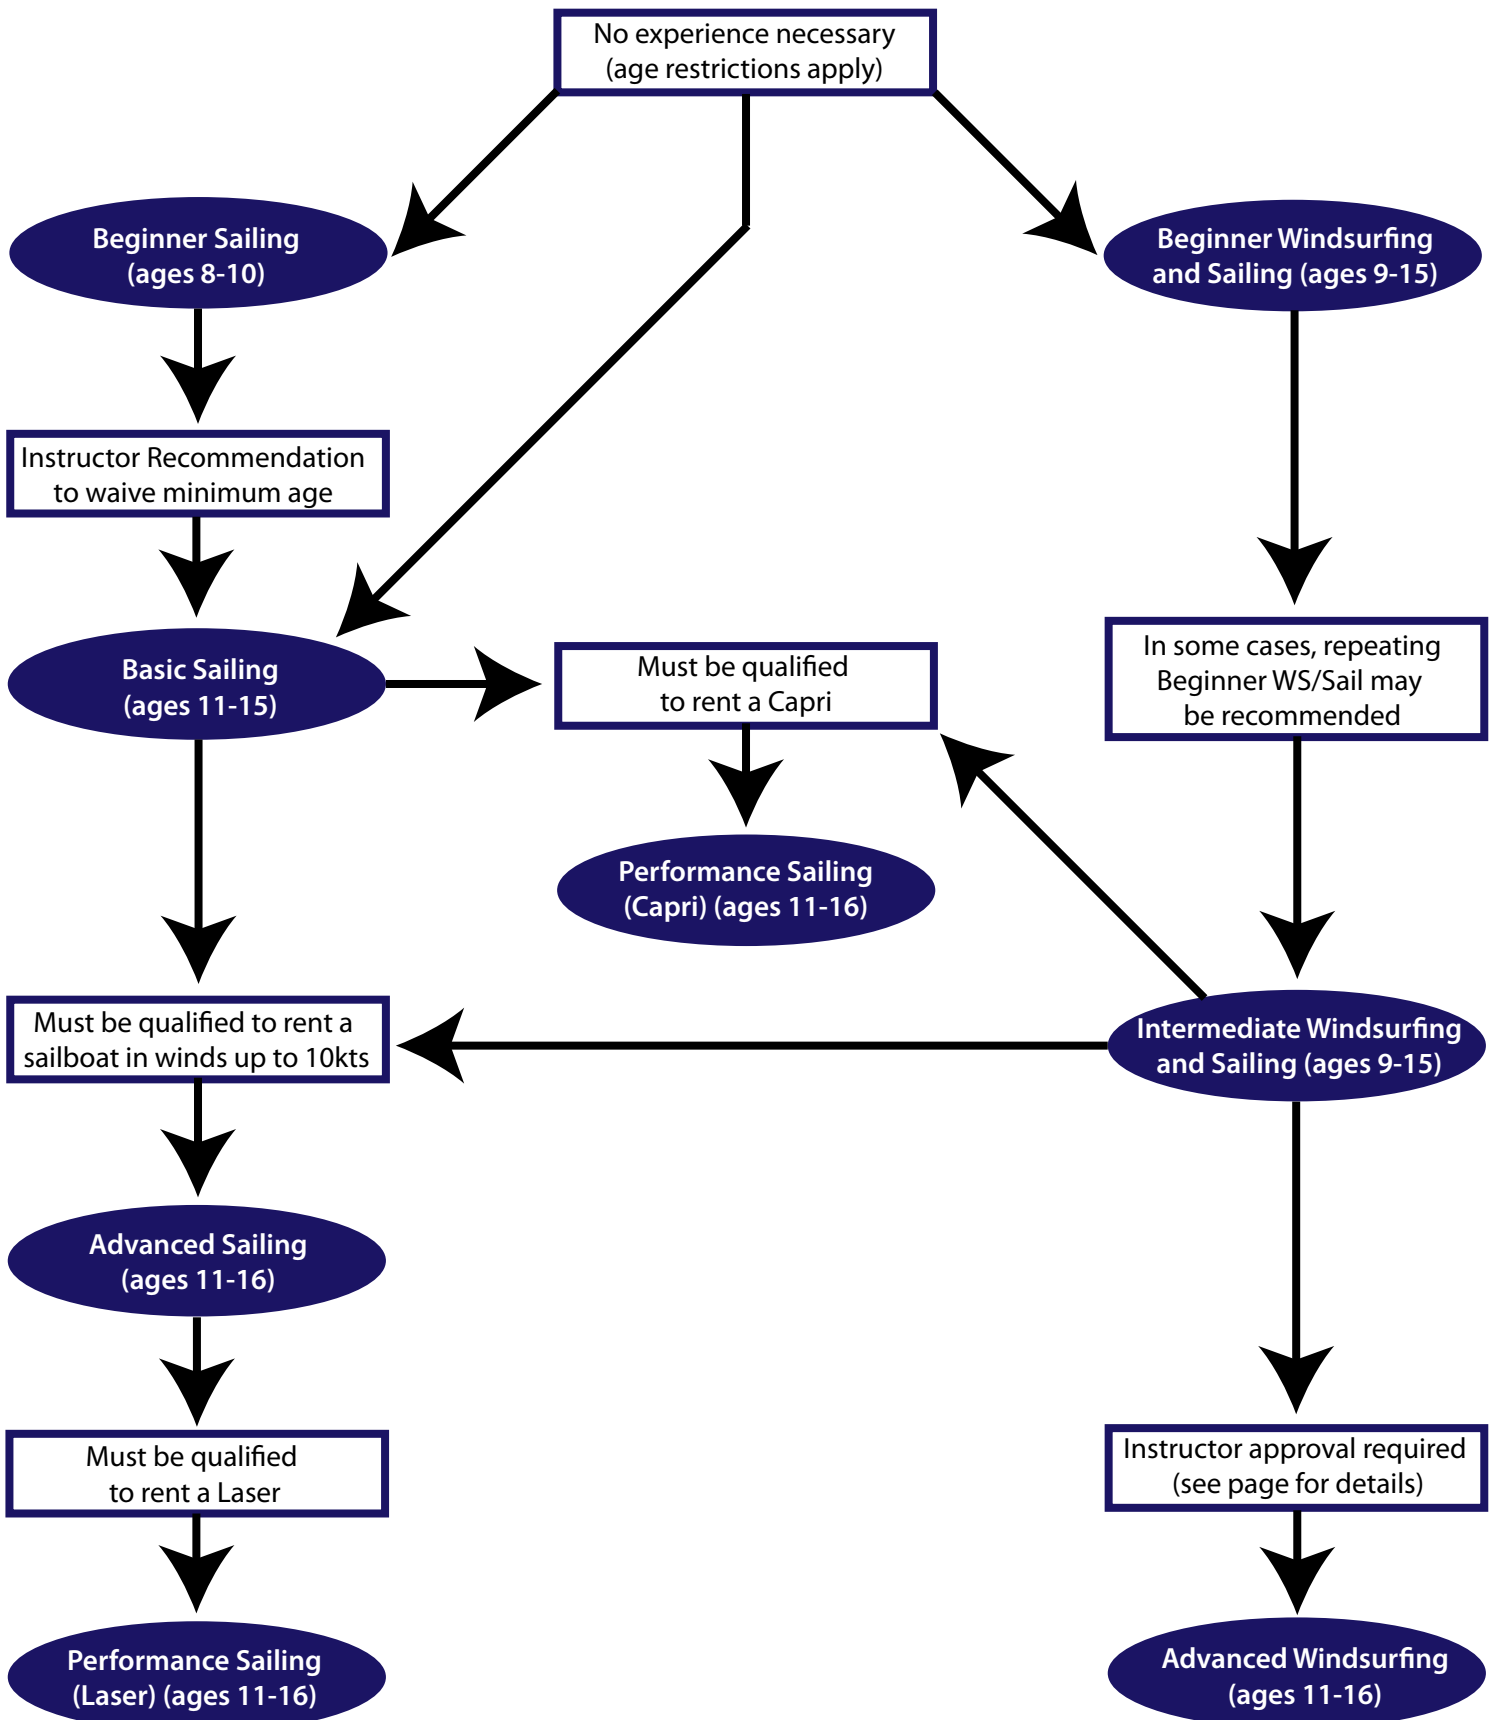 No experience necessary
(age restrictions apply)
Beginner Sailing
(ages 8-10)
Beginner Windsurfing
and Sailing (ages 9-15)
Instructor Recommendation
to waive minimum age
Basic Sailing
(ages 11-15)
Must be qualified
to rent a Capri
In some cases, repeating
Beginner WS/Sail may
be recommended
Performance Sailing
(Capri) (ages 11-16)
Must be qualified to rent a
sailboat in winds up to 10kts
Intermediate Windsurfing
and Sailing (ages 9-15)
Advanced Sailing
(ages 11-16)
Must be qualified
to rent a Laser
Instructor approval required
(see page for details)
Performance Sailing
(Laser) (ages 11-16)
Advanced Windsurfing
(ages 11-16)